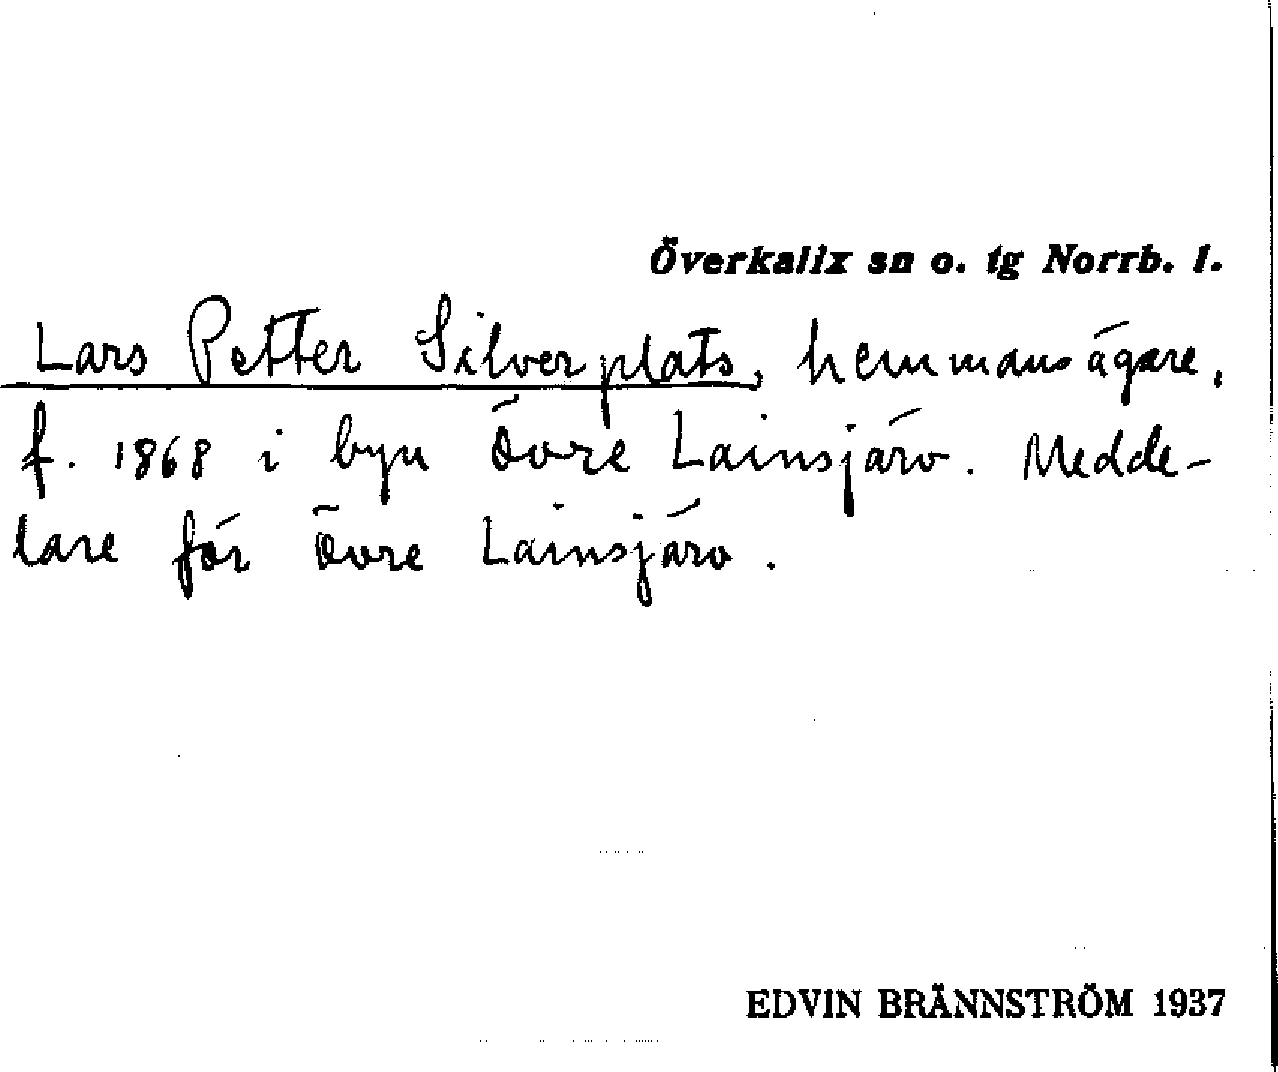 Överkalix sn o. tg Norrb. l.
Lars Petter Silverplats, hemmansägare,
f. 1868 i byn Övre Lainsjärv. Medde-
lare för Övre Lainsjärv.
EDVIN BRÄNNSTRÖM 1937